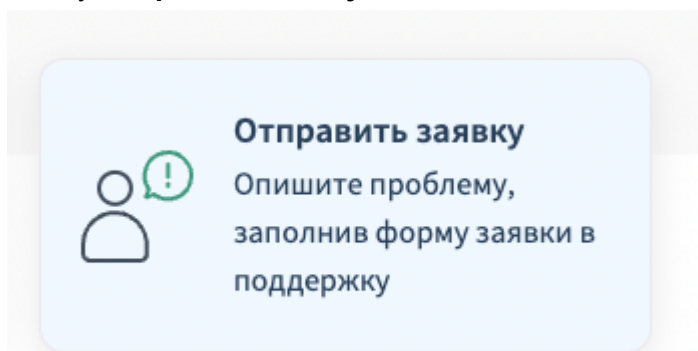 Отправить заявку
Опишите проблему,
заполнив форму заявки в
поддержку